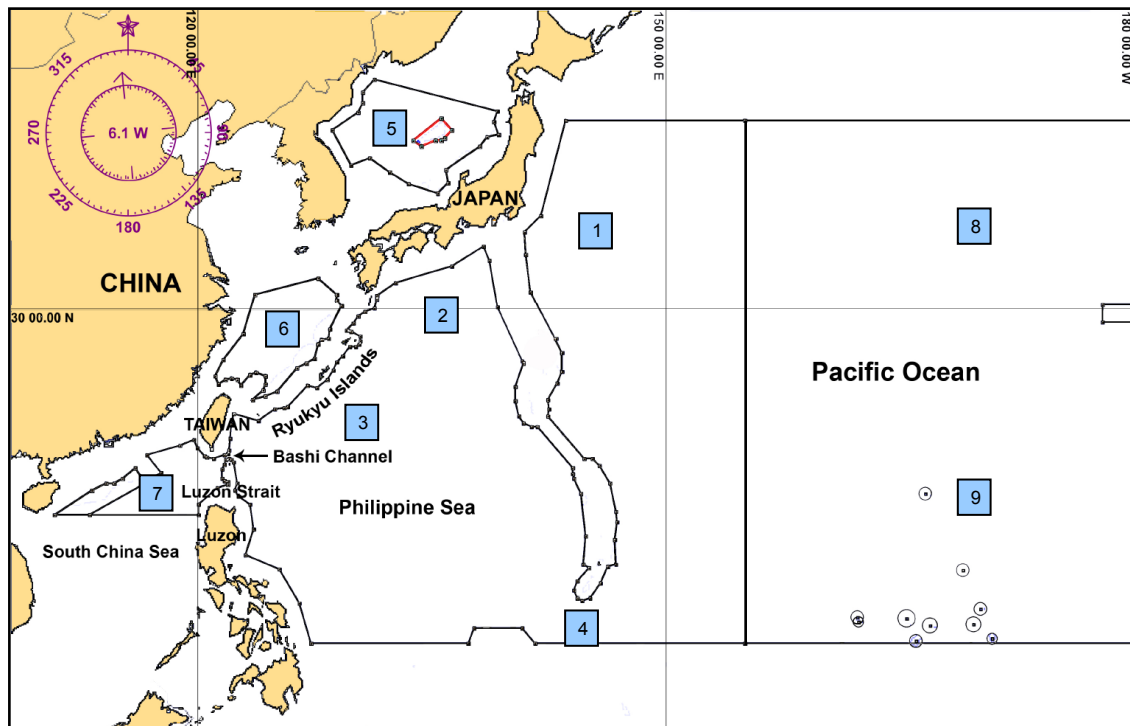 120 00.00 E
150 00.00 E
180 00.00 W
315
45
270
6.1 W
90
225
135
180
5
JAPAN
1
8
CHINA
30 00.00 N
6
2
Pacific Ocean
Ryukyu Islands
TAIWAN
3
Bashi Channel
7
Luzon Strait
9
Philippine Sea
Luzon
South China Sea
4